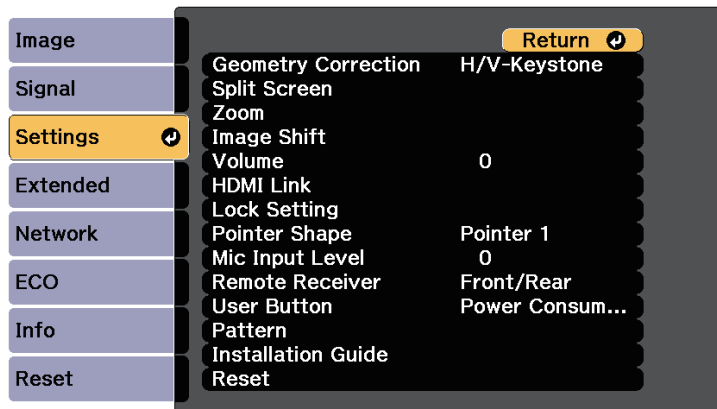 Image
Signal
Settings
Extended
Network
ECO
Info
Reset
Return
Geometry Correction H/V-Keystone
Split Screen
Zoom
Image Shift
Volume 0
HDMI Link
Lock Setting
Pointer Shape Pointer 1
Mic Input Level 0
Remote Receiver Front/Rear
User Button Power Consum...
Pattern
Installation Guide
Reset